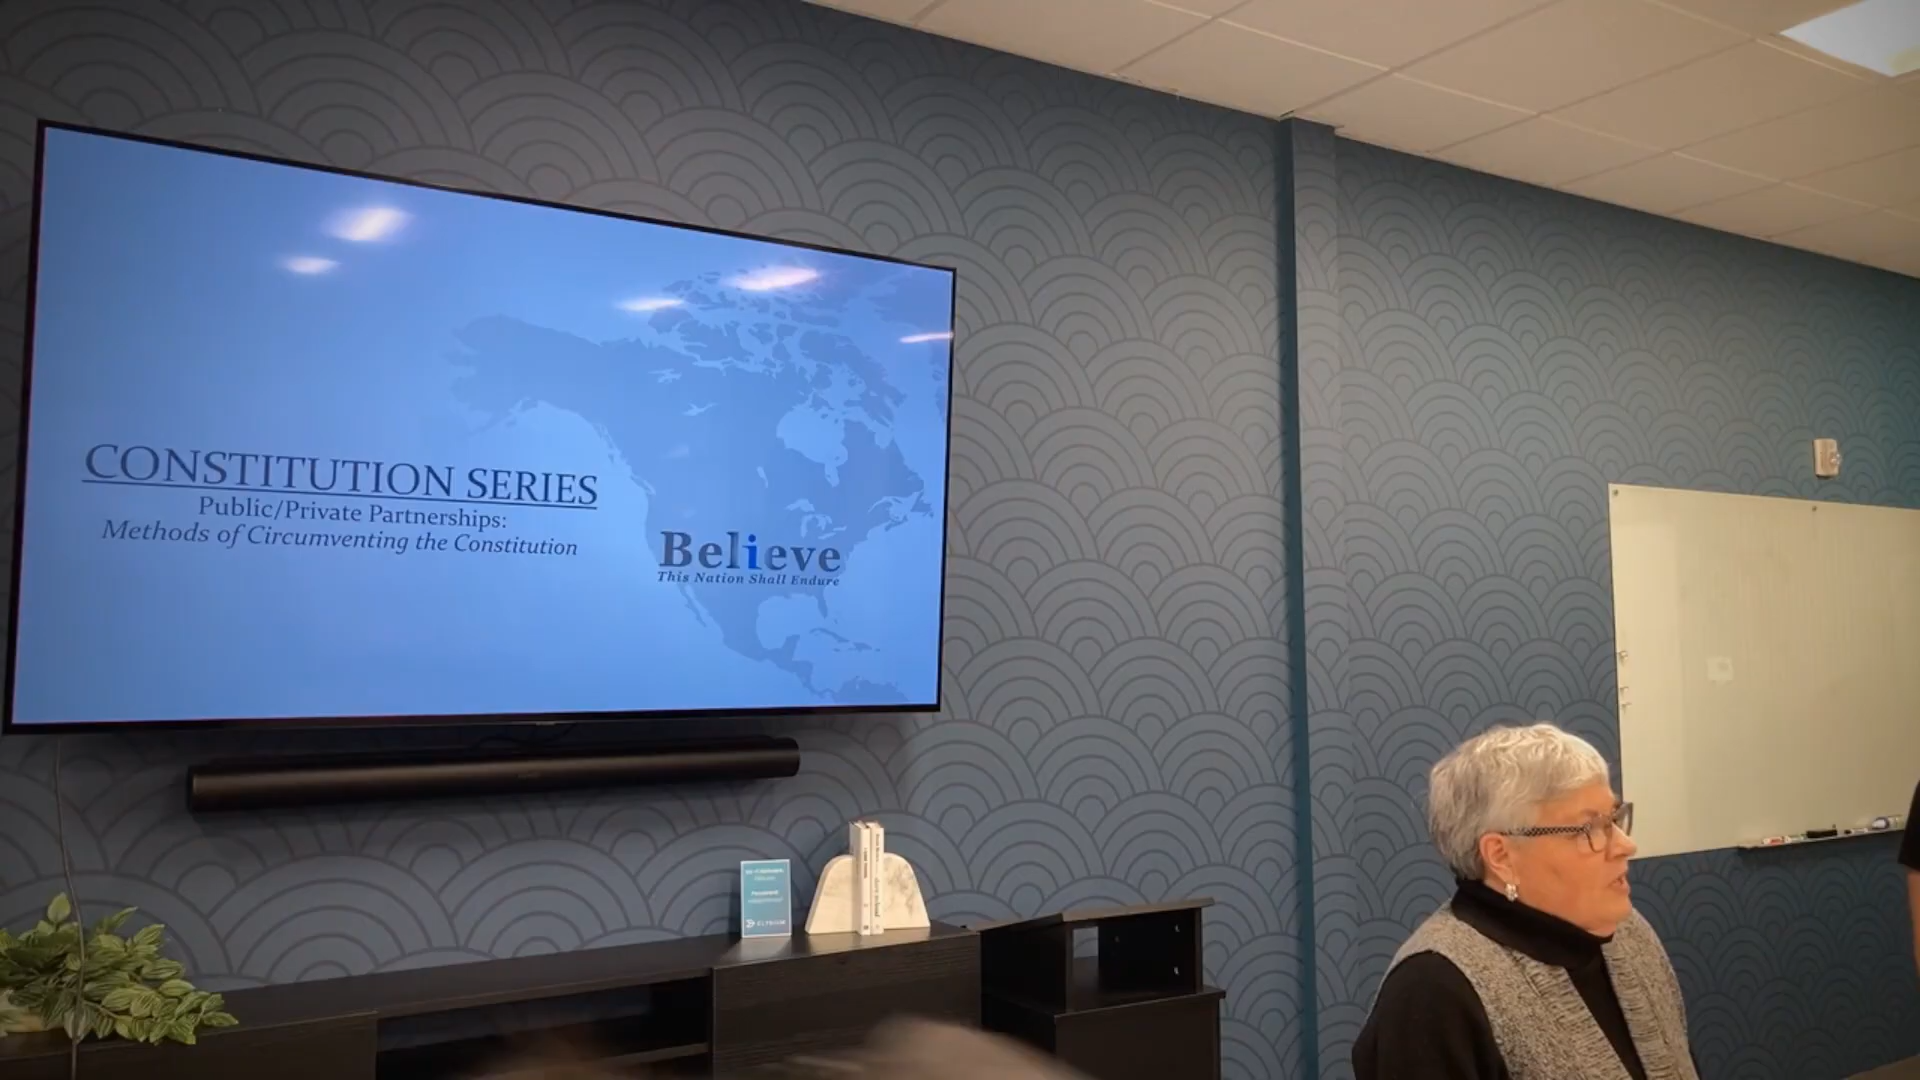 CONSTITUTION SERIES
Public/Private Partnerships:
Methods of Circumventing the Constitution
Believe
This Nation Shall Endure